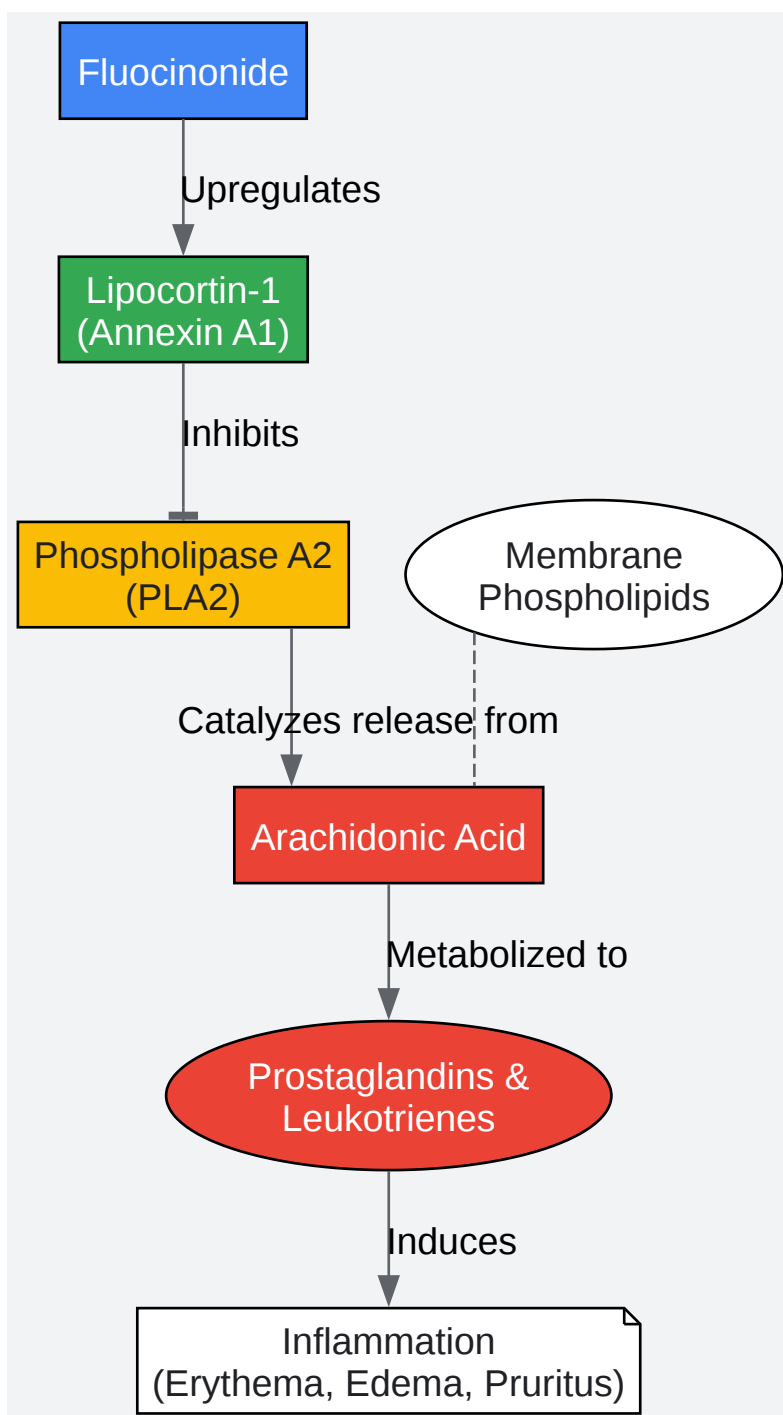 Fluocinonide
Upregulates
Lipocortin-1
(Annexin A1)
Inhibits
Phospholipase A2
(PLA2)
Membrane
Phospholipids
Catalyzes release from
Arachidonic Acid
Metabolized to
Prostaglandins &
Leukotrienes
Induces
Inflammation
(Erythema, Edema, Pruritus)